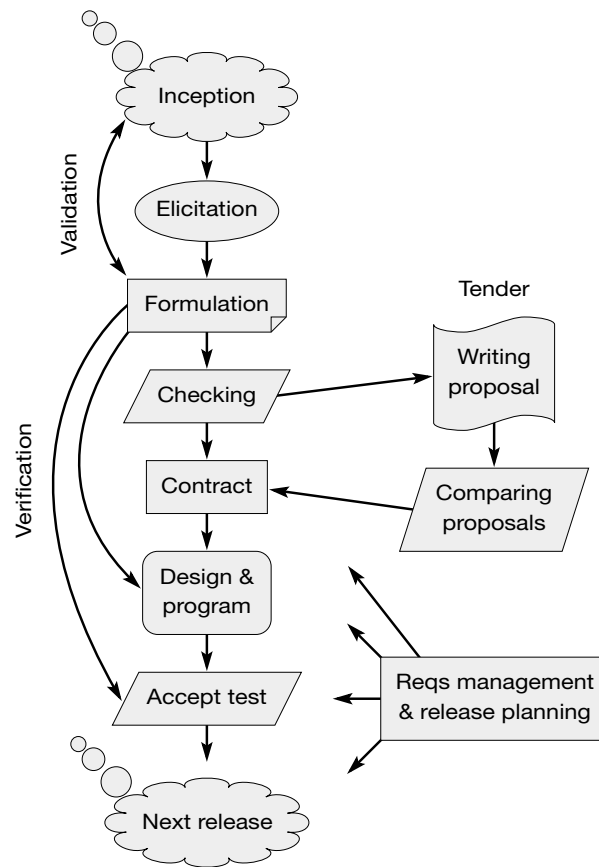 Inception
Validation
Elicitation
Formulation
Tender
Writing
proposal
Checking
Verification
Contract
Comparing
proposals
Design &
program
Reqs management
& release planning
Accept test
Next release